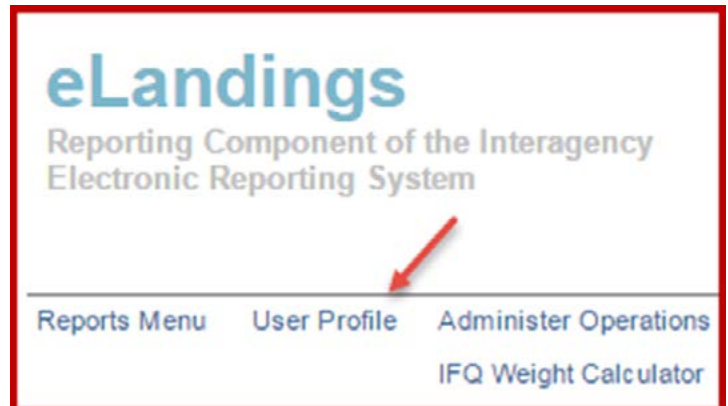 eLandings
Reporting Component of the Interagency
Electronic Reporting System
Reports Menu User Profile Administer Operations
IFQ Weight Calculator